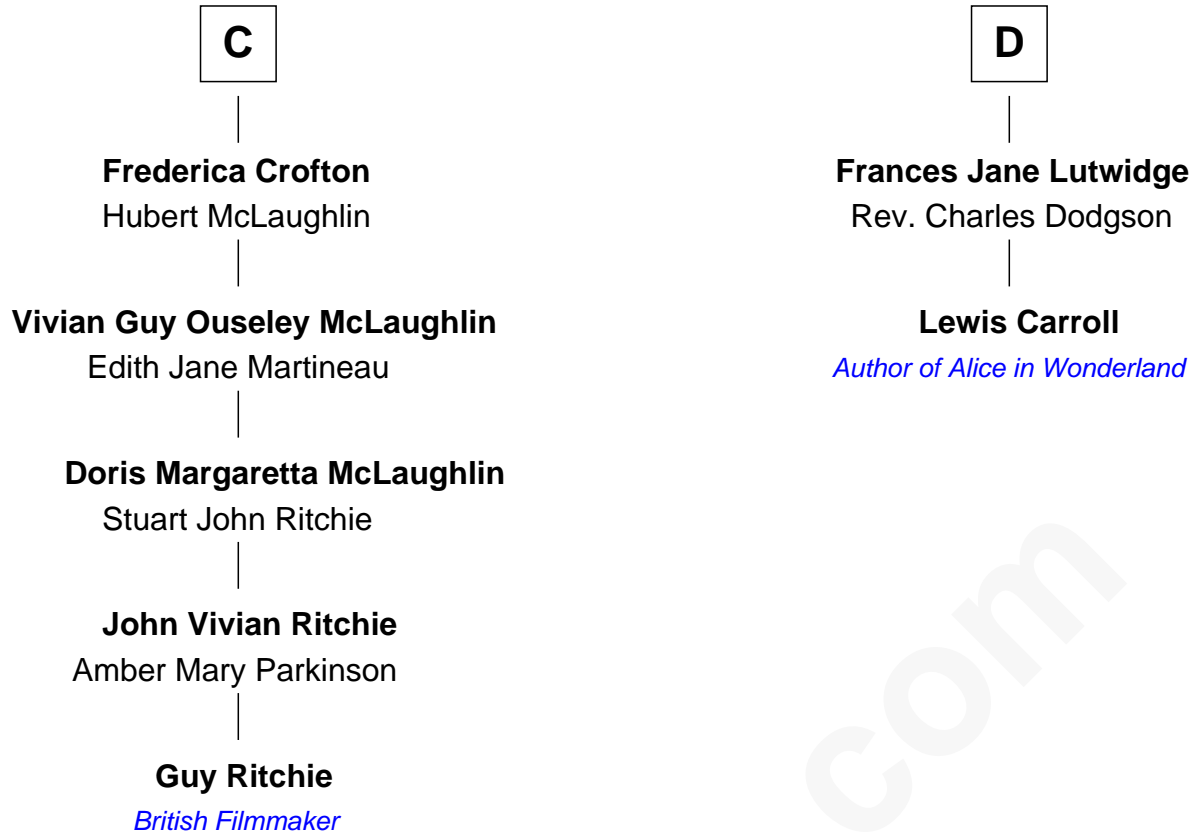 C
Frederica Crofton
Hubert McLaughlin
Vivian Guy Ouseley McLaughlin
Edith Jane Martineau
Doris Margaretta McLaughlin
Stuart John Ritchie
John Vivian Ritchie
Amber Mary Parkinson
Guy Ritchie
British Filmmaker
D
Frances Jane Lutwidge
Rev. Charles Dodgson
Lewis Carroll
Author of Alice in Wonderland
com